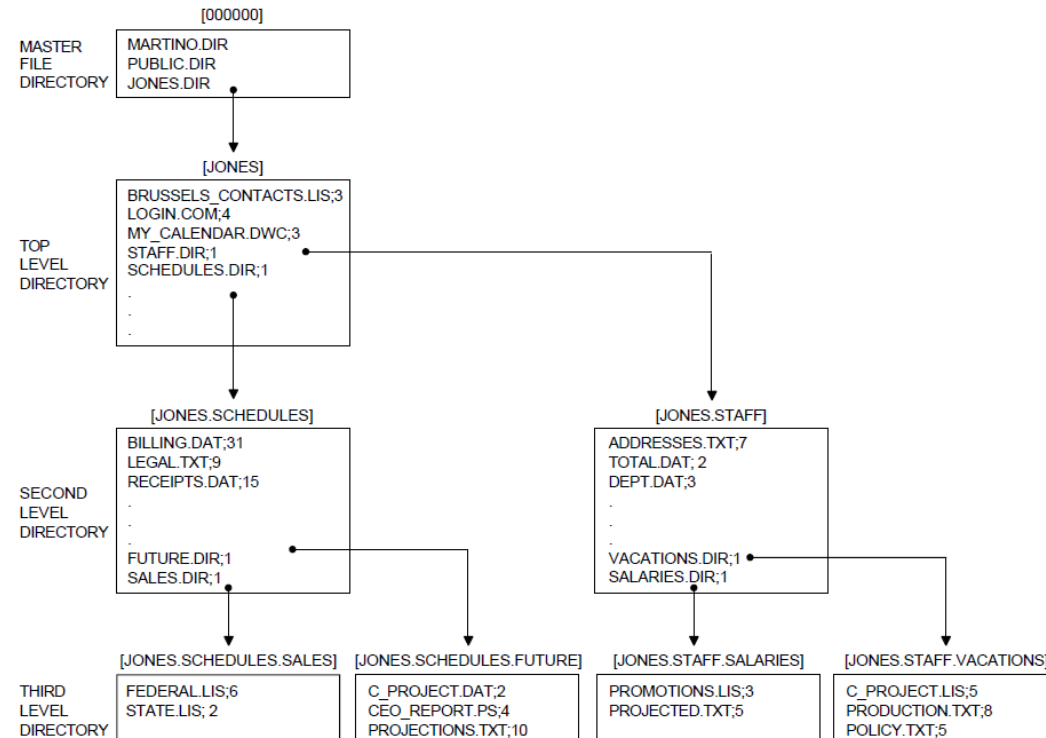 [000000]
MASTER
FILE
DIRECTORY
MARTINO.DIR
PUBLIC.DIR
JONES.DIR
[JONES]
TOP
LEVEL
DIRECTORY
BRUSSELS_CONTACTS.LIS;3
LOGIN.COM;4
MY_CALENDAR.DWC;3
STAFF.DIR;1
SCHEDULES.DIR;1
.
.
.
[JONES.SCHEDULES]
SECOND
LEVEL
DIRECTORY
BILLING.DAT;31
LEGAL.TXT;9
RECEIPTS.DAT;15
.
.
.
FUTURE.DIR;1
SALES.DIR;1
[JONES.STAFF]
ADDRESSES.TXT;7
TOTAL.DAT; 2
DEPT.DAT;3
.
.
.
VACATIONS.DIR;1
SALARIES.DIR;1
THIRD
LEVEL
DIRECTORY
[JONES.SCHEDULES.SALES]
FEDERAL.LIS;6
STATE.LIS; 2
[JONES.SCHEDULES.FUTURE]
C_PROJECT.DAT;2
CEO_REPORT.PS;4
PROJECTIONS.TXT;10
[JONES.STAFF.SALARIES]
PROMOTIONS.LIS;3
PROJECTED.TXT;5
[JONES.STAFF.VACATIONS]
C_PROJECT.LIS;5
PRODUCTION.TXT;8
POLICY.TXT;5